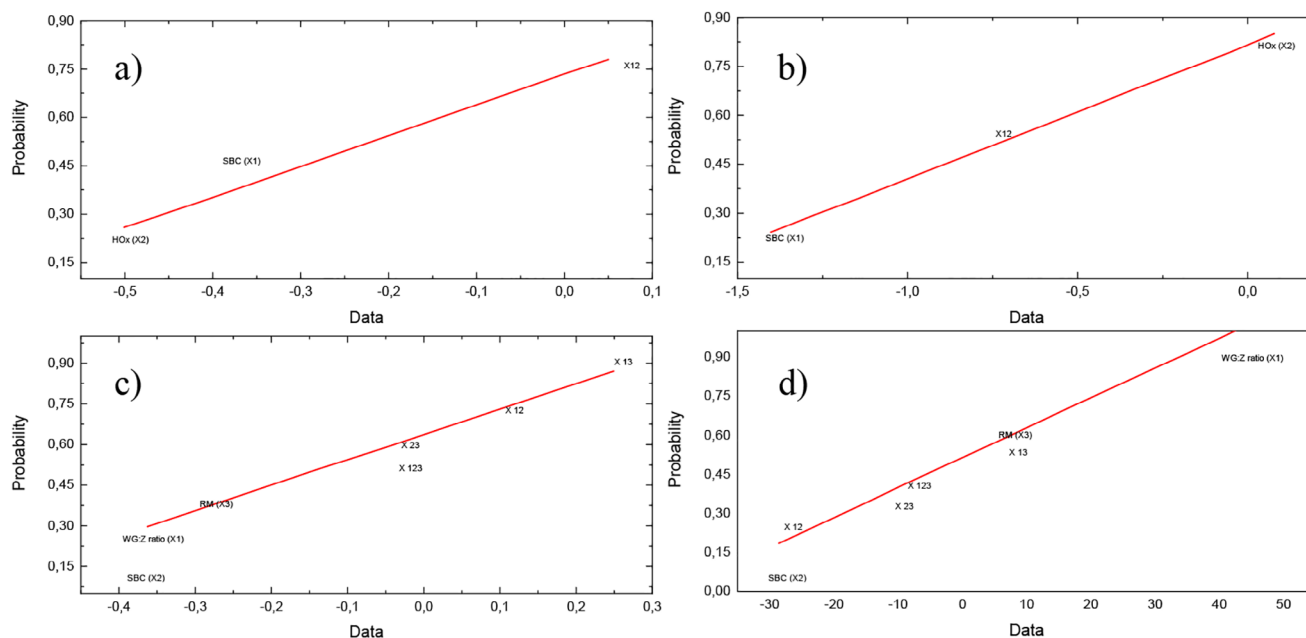 a)
0,90
0,75
0,60
0,45
0,30
0,15
Probability
X12
SBC (X1)
HOx (X2)
-0,5
-0,4
-0,3
-0,2
-0,1
0,0
0,1
Data
b)
0,90
0,75
0,60
0,45
0,30
0,15
Probability
HOx (X2)
X12
SBC (X1)
-1,5
-1,0
-0,5
0,0
Data
c)
0,90
0,75
0,60
0,45
0,30
0,15
Probability
X 13
X 12
X 23
X 123
RM (X3)
WG:Z ratio (X1)
SBC (X2)
-0,4
-0,3
-0,2
-0,1
0,0
0,1
0,2
0,3
Data
d)
0,90
0,75
0,60
0,45
0,30
0,15
0,00
Probability
WG:Z ratio (X1)
RM (X3)
X 13
X 123
X 23
X 12
SBC (X2)
-30
-20
-10
0
10
20
30
40
50
Data